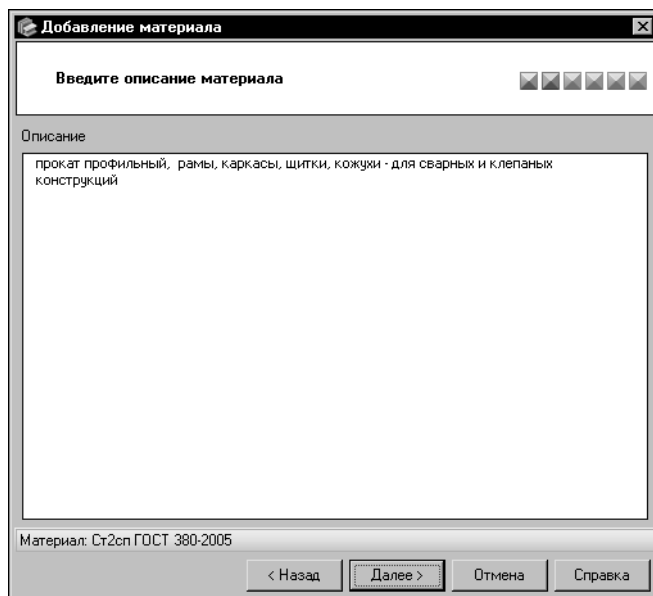 Добавление материала
Введите описание материала
Описание
прокат профильный,  рамы, каркасы, щитки, кожухи - для сварных и клепаных
конструкций
Материал: Ст2сп ГОСТ 380-2005
< Назад
Далее >
Отмена
Справка